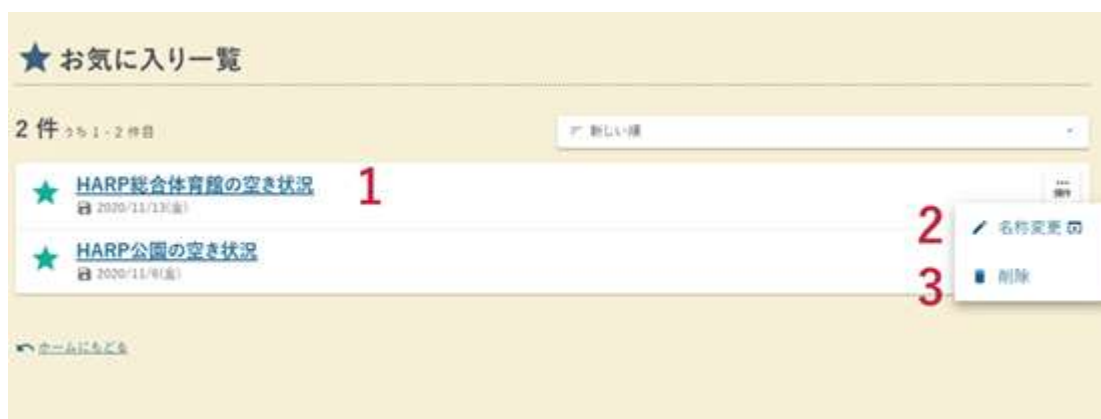 お気に入り一覧
2 件 うち 1 - 2 件目
新しい順
HARP総合体育館の空き状況
1
2020/11/13(金)
操作
2
名称変更
HARP公園の空き状況
2020/11/6(金)
3
削除
ホームにもどる